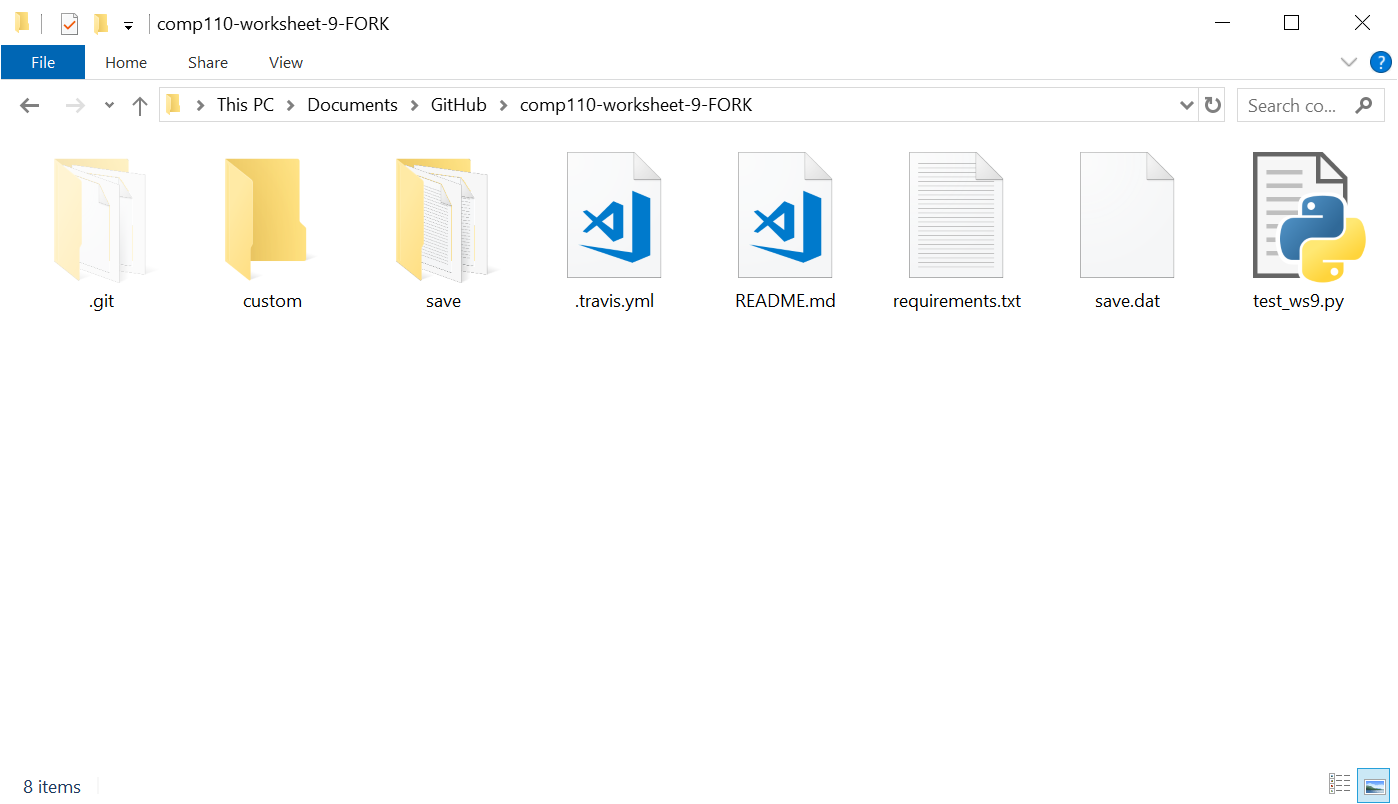 comp110-worksheet-9-FORK
File Home Share View ?
This PC Documents GitHub comp110-worksheet-9-FORK Search co...
.git custom save .travis.yml README.md requirements.txt save.dat test_ws9.py
8 items